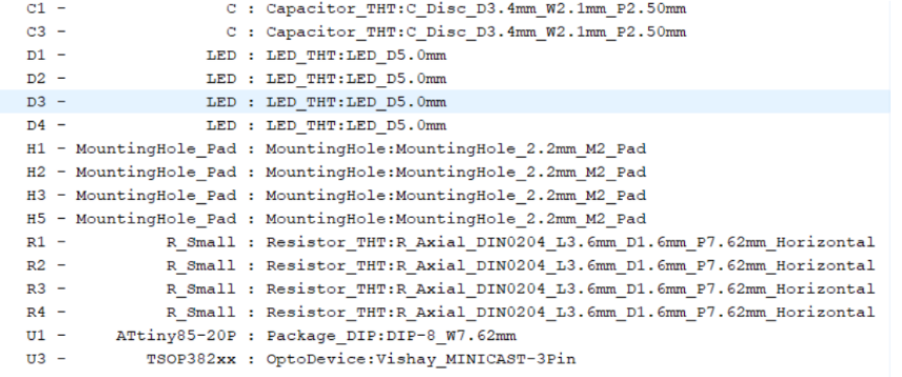 C1 - C : Capacitor_THT:C_Disc_D3.4mm_W2.1mm_P2.50mm
C3 - C : Capacitor_THT:C_Disc_D3.4mm_W2.1mm_P2.50mm
D1 - LED : LED_THT:LED_D5.0mm
D2 - LED : LED_THT:LED_D5.0mm
D3 - LED : LED_THT:LED_D5.0mm
D4 - LED : LED_THT:LED_D5.0mm
H1 - MountingHole_Pad : MountingHole:MountingHole_2.2mm_M2_Pad
H2 - MountingHole_Pad : MountingHole:MountingHole_2.2mm_M2_Pad
H3 - MountingHole_Pad : MountingHole:MountingHole_2.2mm_M2_Pad
H5 - MountingHole_Pad : MountingHole:MountingHole_2.2mm_M2_Pad
R1 - R_Small : Resistor_THT:R_Axial_DIN0204_L3.6mm_D1.6mm_P7.62mm_Horizontal
R2 - R_Small : Resistor_THT:R_Axial_DIN0204_L3.6mm_D1.6mm_P7.62mm_Horizontal
R3 - R_Small : Resistor_THT:R_Axial_DIN0204_L3.6mm_D1.6mm_P7.62mm_Horizontal
R4 - R_Small : Resistor_THT:R_Axial_DIN0204_L3.6mm_D1.6mm_P7.62mm_Horizontal
U1 - ATtiny85-20P : Package_DIP:DIP-8_W7.62mm
U3 - TSOP382xx : OptoDevice:Vishay_MINICAST-3Pin